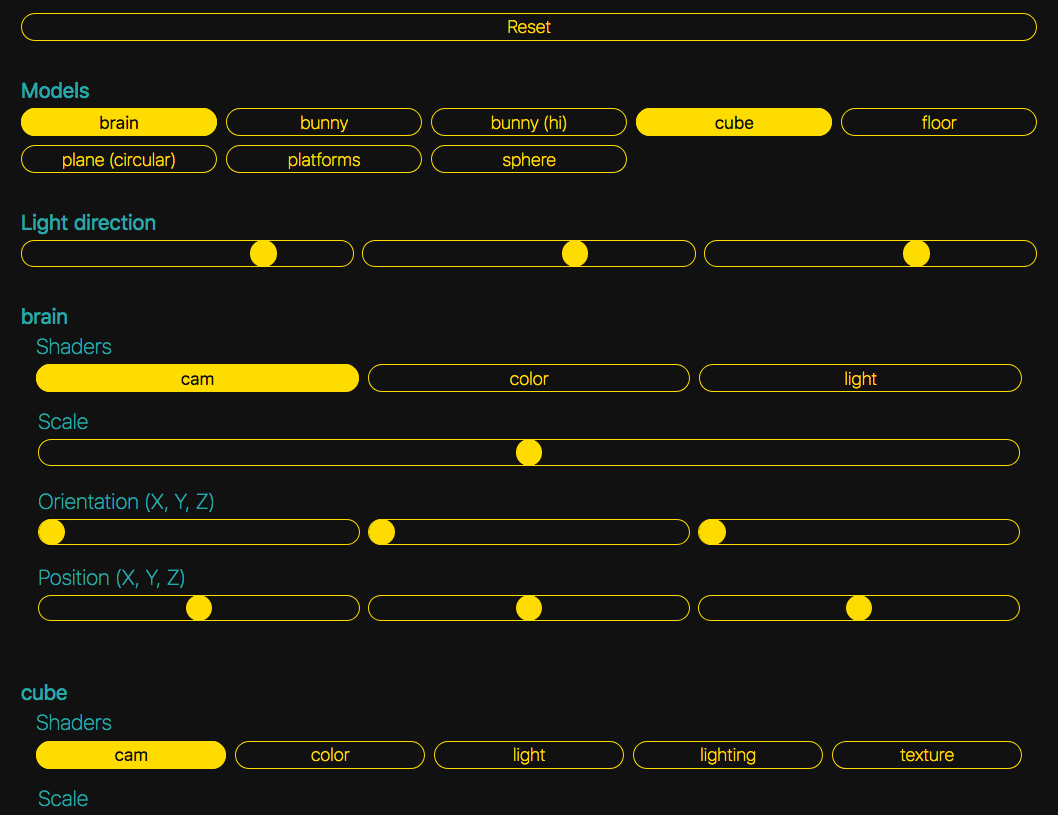 Reset
Models
brain bunny bunny (hi) cube floor
plane (circular) platforms sphere
Light direction
brain
Shaders
cam color light
Scale
Orientation (X, Y, Z)
Position (X, Y, Z)
cube
Shaders
cam color light lighting texture
Scale